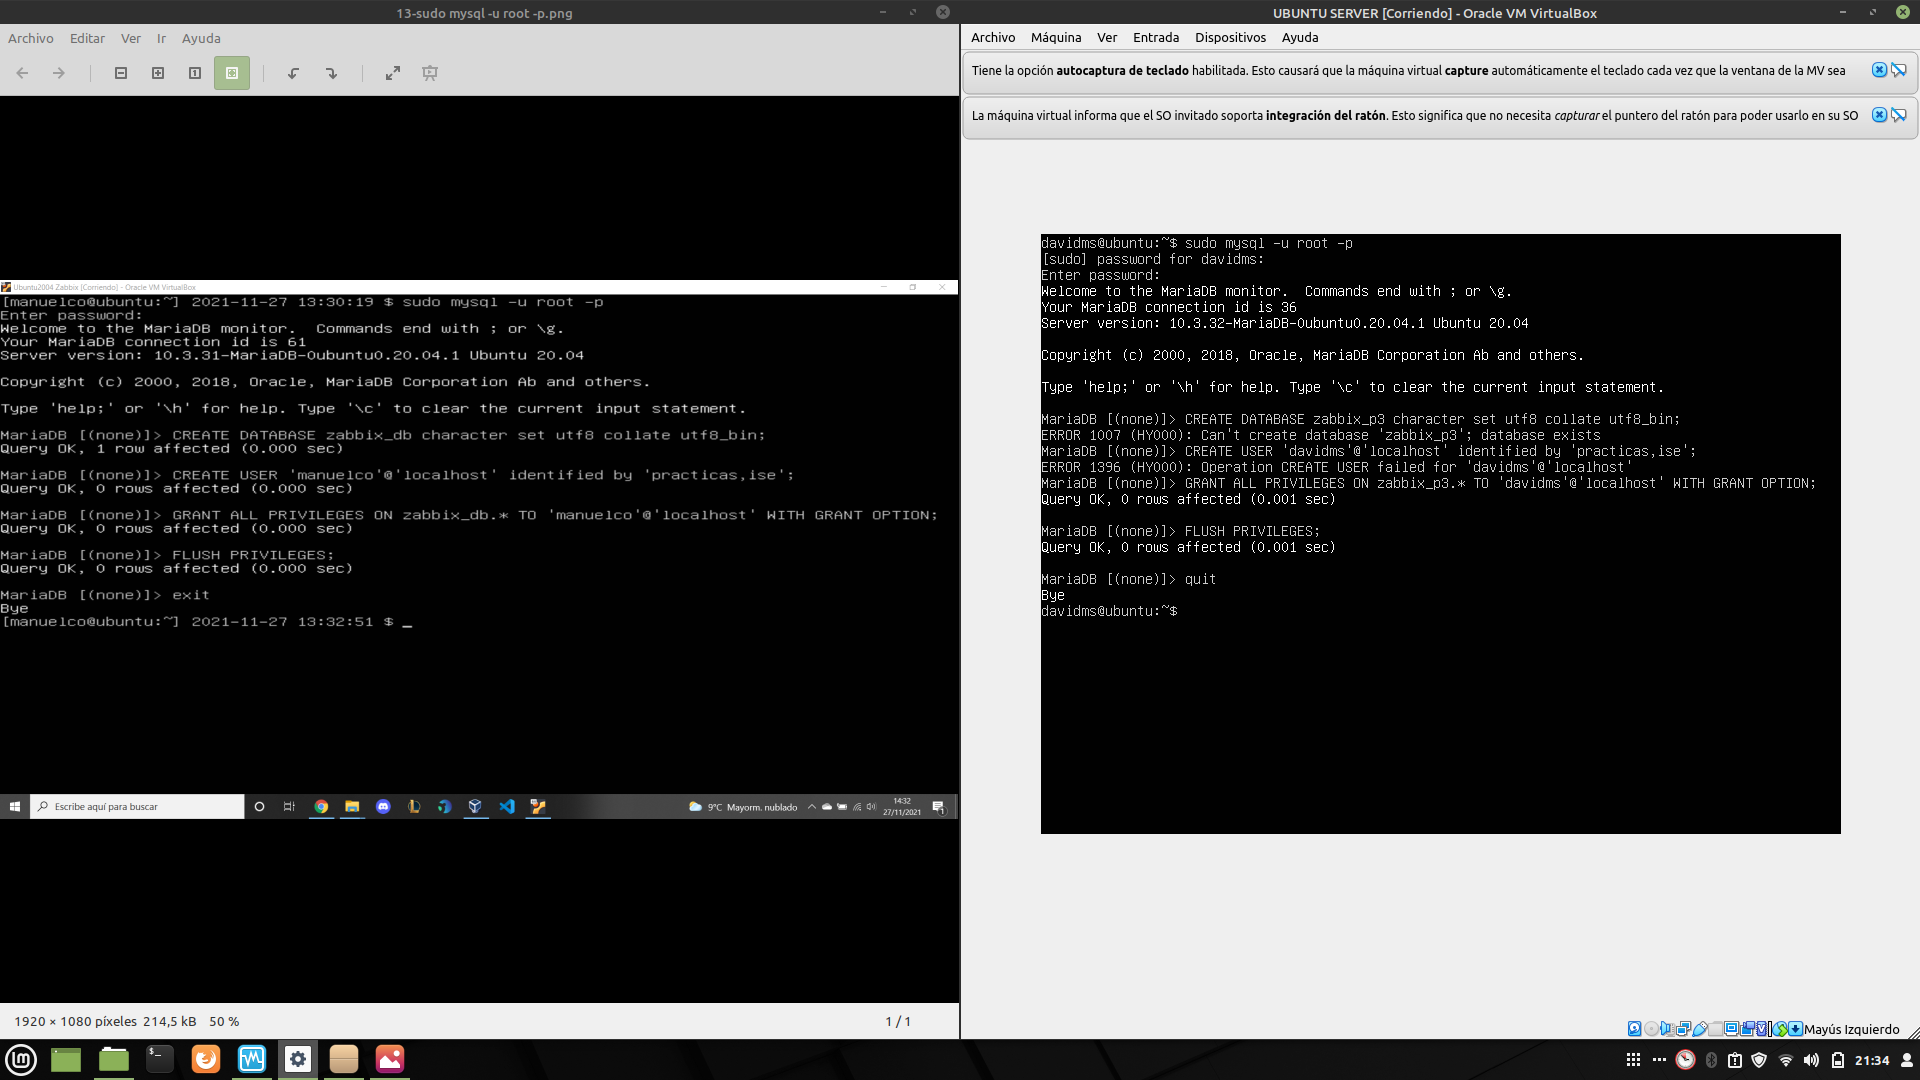 13-sudo mysql -u root -p.png
Archivo Editar Ver Ir Ayuda
Ubuntu2004 Zabbix [Corriendo] - Oracle VM VirtualBox
[manuelco@ubuntu:~] 2021-11-27 13:30:19 $ sudo mysql -u root -p
Enter password:
Welcome to the MariaDB monitor.  Commands end with ; or \g.
Your MariaDB connection id is 61
Server version: 10.3.31-MariaDB-0ubuntu0.20.04.1 Ubuntu 20.04
Copyright (c) 2000, 2018, Oracle, MariaDB Corporation Ab and others.
Type 'help;' or '\h' for help. Type '\c' to clear the current input statement.
MariaDB [(none)]> CREATE DATABASE zabbix_db character set utf8 collate utf8_bin;
Query OK, 1 row affected (0.000 sec)
MariaDB [(none)]> CREATE USER 'manuelco'@'localhost' identified by 'practicas,ise';
Query OK, 0 rows affected (0.000 sec)
MariaDB [(none)]> GRANT ALL PRIVILEGES ON zabbix_db.* TO 'manuelco'@'localhost' WITH GRANT OPTION;
Query OK, 0 rows affected (0.000 sec)
MariaDB [(none)]> FLUSH PRIVILEGES;
Query OK, 0 rows affected (0.000 sec)
MariaDB [(none)]> exit
Bye
[manuelco@ubuntu:~] 2021-11-27 13:32:51 $ _
Escribe aquí para buscar
9°C Mayorm. nublado
14:32
27/11/2021
1920 × 1080 píxeles 214,5 kB 50 %
1 / 1
UBUNTU SERVER [Corriendo] - Oracle VM VirtualBox
Archivo Máquina Ver Entrada Dispositivos Ayuda
Tiene la opción autocaptura de teclado habilitada. Esto causará que la máquina virtual capture automáticamente el teclado cada vez que la ventana de la MV sea
La máquina virtual informa que el SO invitado soporta integración del ratón. Esto significa que no necesita capturar el puntero del ratón para poder usarlo en su SO
davidms@ubuntu:~$ sudo mysql -u root -p
[sudo] password for davidms:
Enter password:
Welcome to the MariaDB monitor.  Commands end with ; or \g.
Your MariaDB connection id is 36
Server version: 10.3.32-MariaDB-0ubuntu0.20.04.1 Ubuntu 20.04
Copyright (c) 2000, 2018, Oracle, MariaDB Corporation Ab and others.
Type 'help;' or '\h' for help. Type '\c' to clear the current input statement.
MariaDB [(none)]> CREATE DATABASE zabbix_p3 character set utf8 collate utf8_bin;
ERROR 1007 (HY000): Can't create database 'zabbix_p3'; database exists
MariaDB [(none)]> CREATE USER 'davidms'@'localhost' identified by 'practicas,ise';
ERROR 1396 (HY000): Operation CREATE USER failed for 'davidms'@'localhost'
MariaDB [(none)]> GRANT ALL PRIVILEGES ON zabbix_p3.* TO 'davidms'@'localhost' WITH GRANT OPTION;
Query OK, 0 rows affected (0.001 sec)
MariaDB [(none)]> FLUSH PRIVILEGES;
Query OK, 0 rows affected (0.001 sec)
MariaDB [(none)]> quit
Bye
davidms@ubuntu:~$
Mayús Izquierdo
21:34